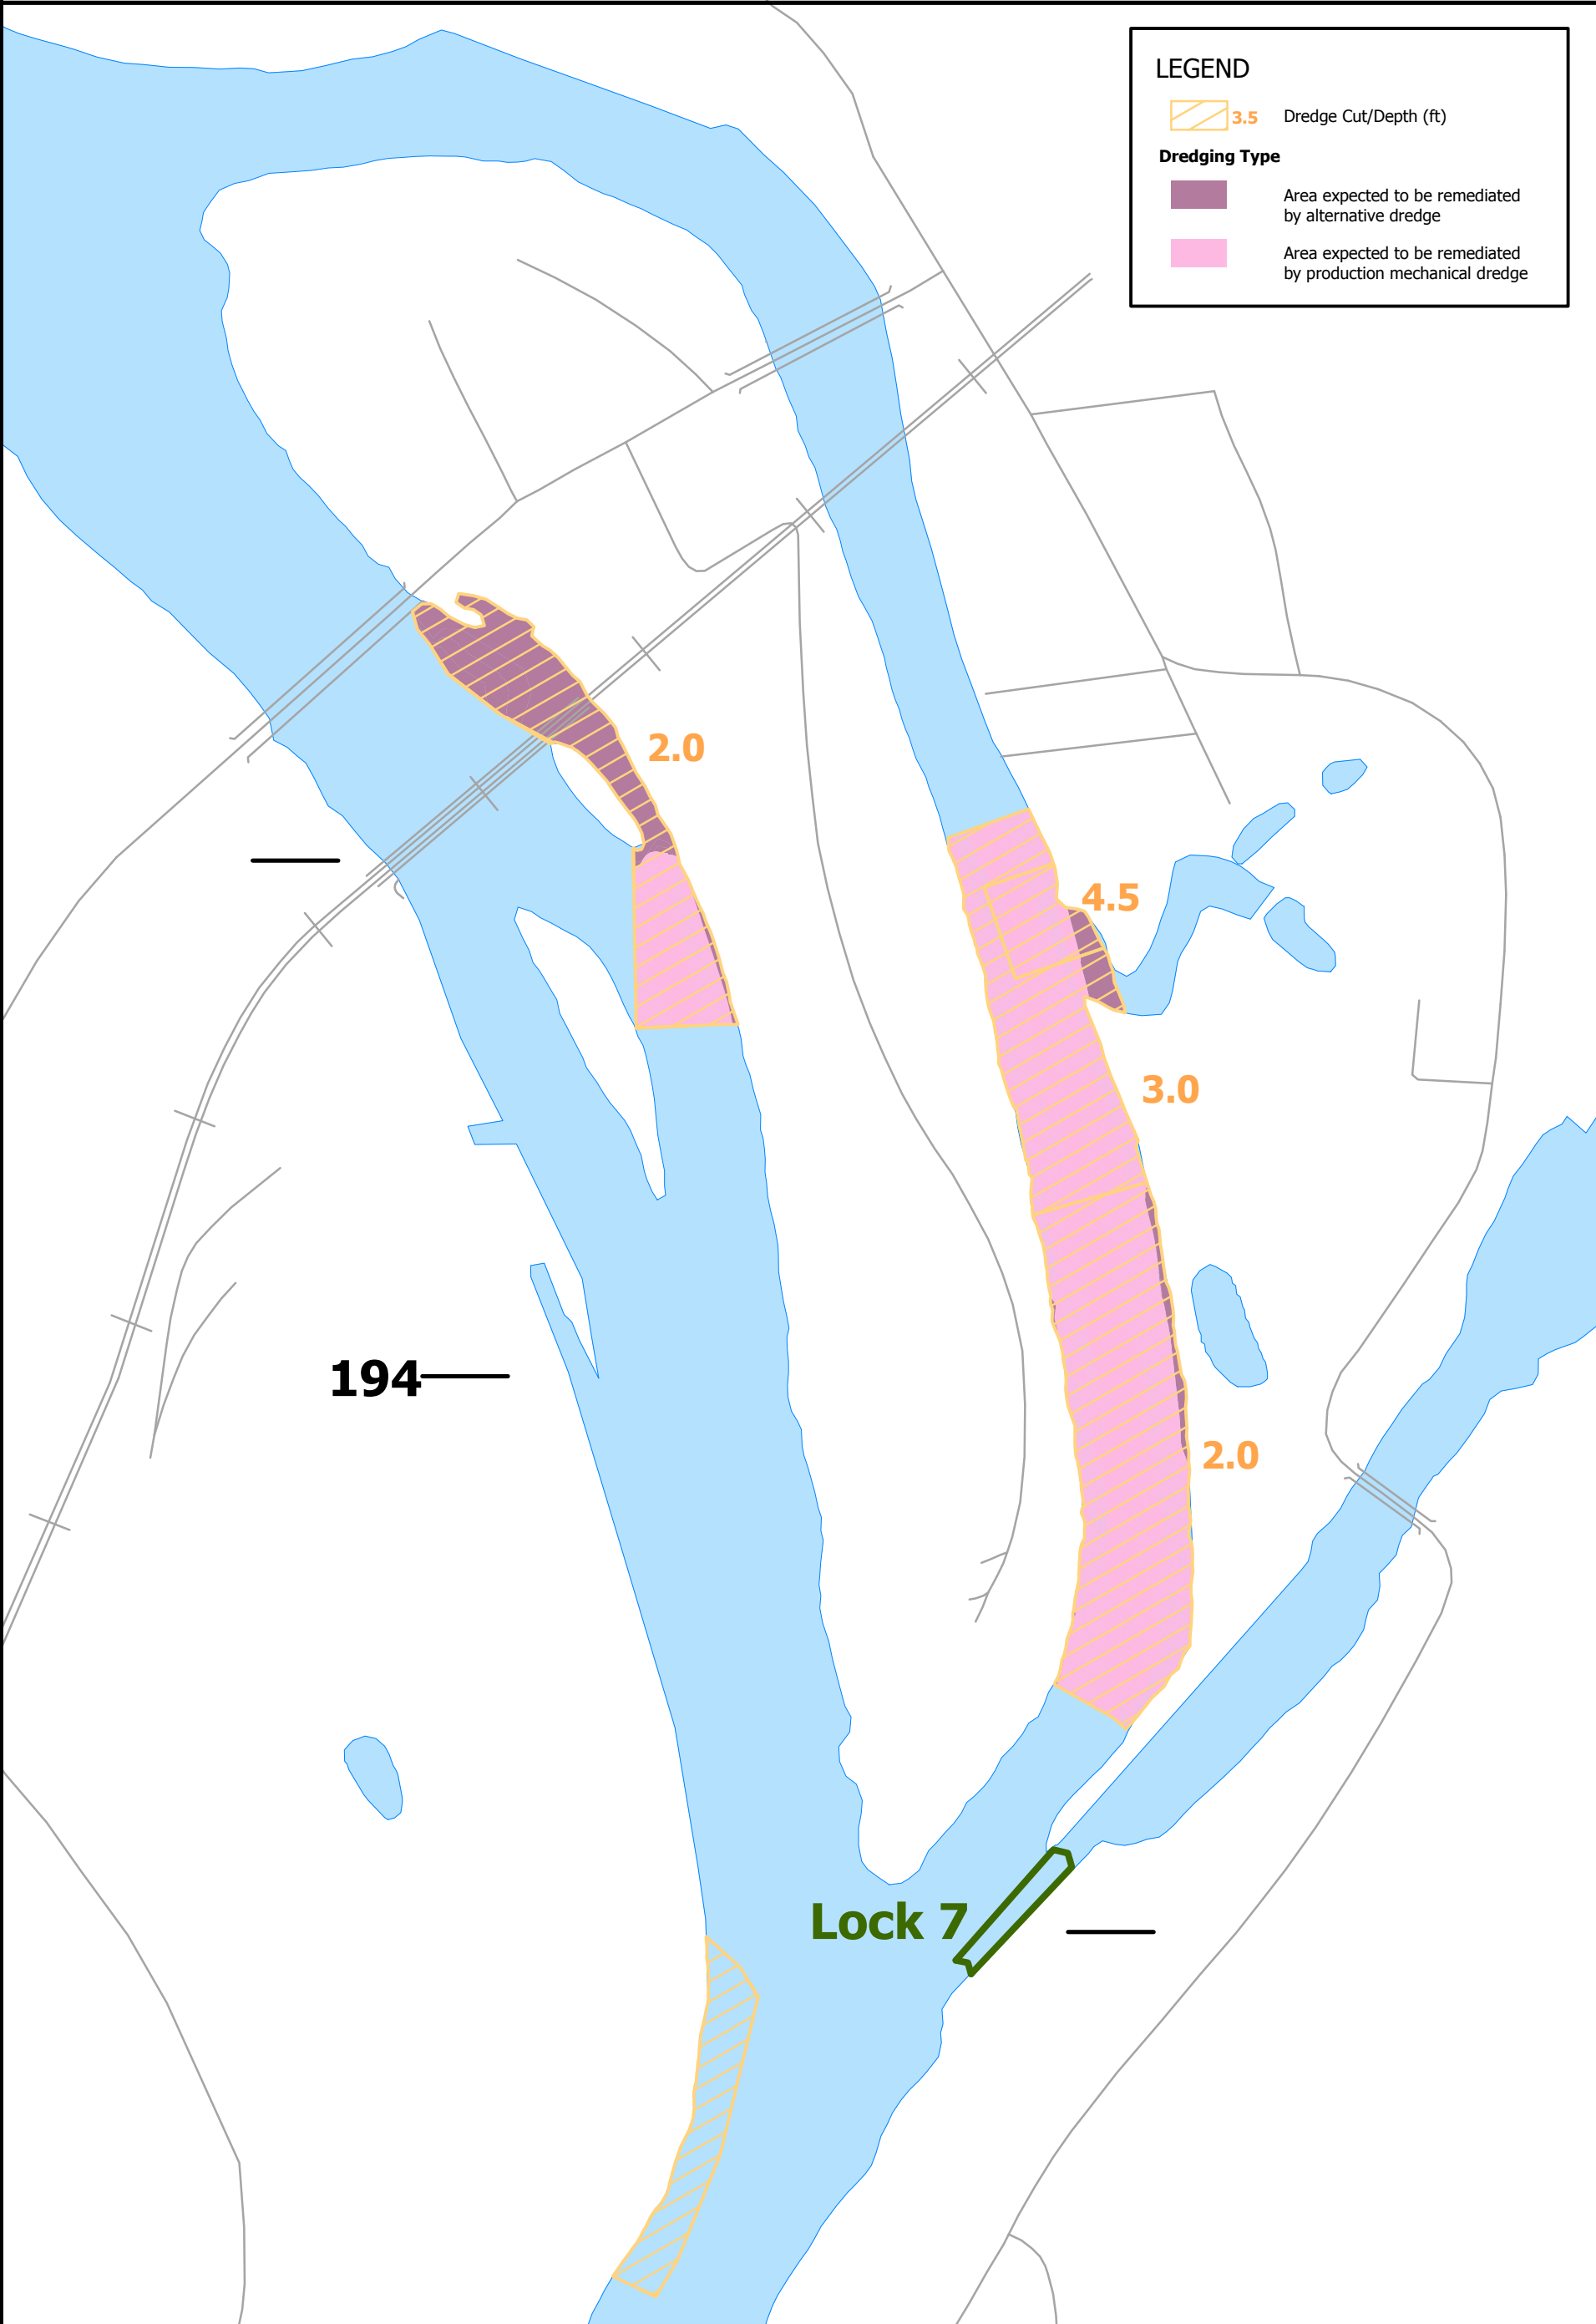 LEGEND
3.5 Dredge Cut/Depth (ft)
Dredging Type
Area expected to be remediated
by alternative dredge
Area expected to be remediated
by production mechanical dredge
2.0
4.5
3.0
194
2.0
Lock 7